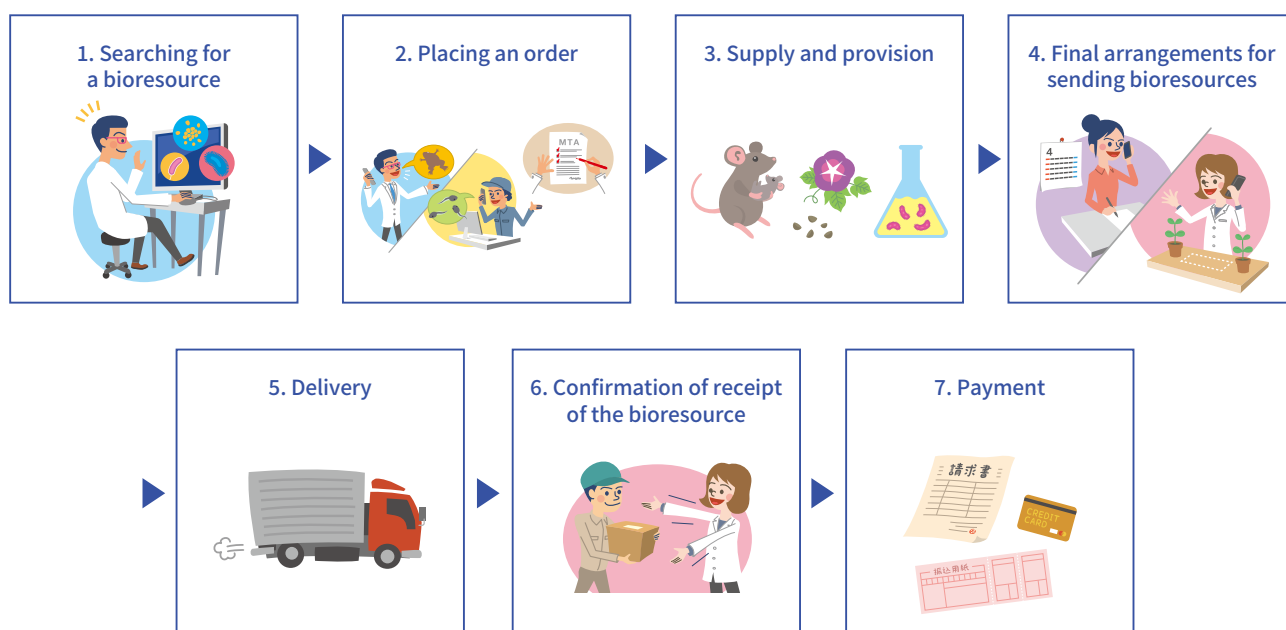 1. Searching for
a bioresource
2. Placing an order
MTA
3. Supply and provision
4. Final arrangements for
sending bioresources
4
5. Delivery
6. Confirmation of receipt
of the bioresource
7. Payment
請求書
CREDIT
CARD
振込用紙